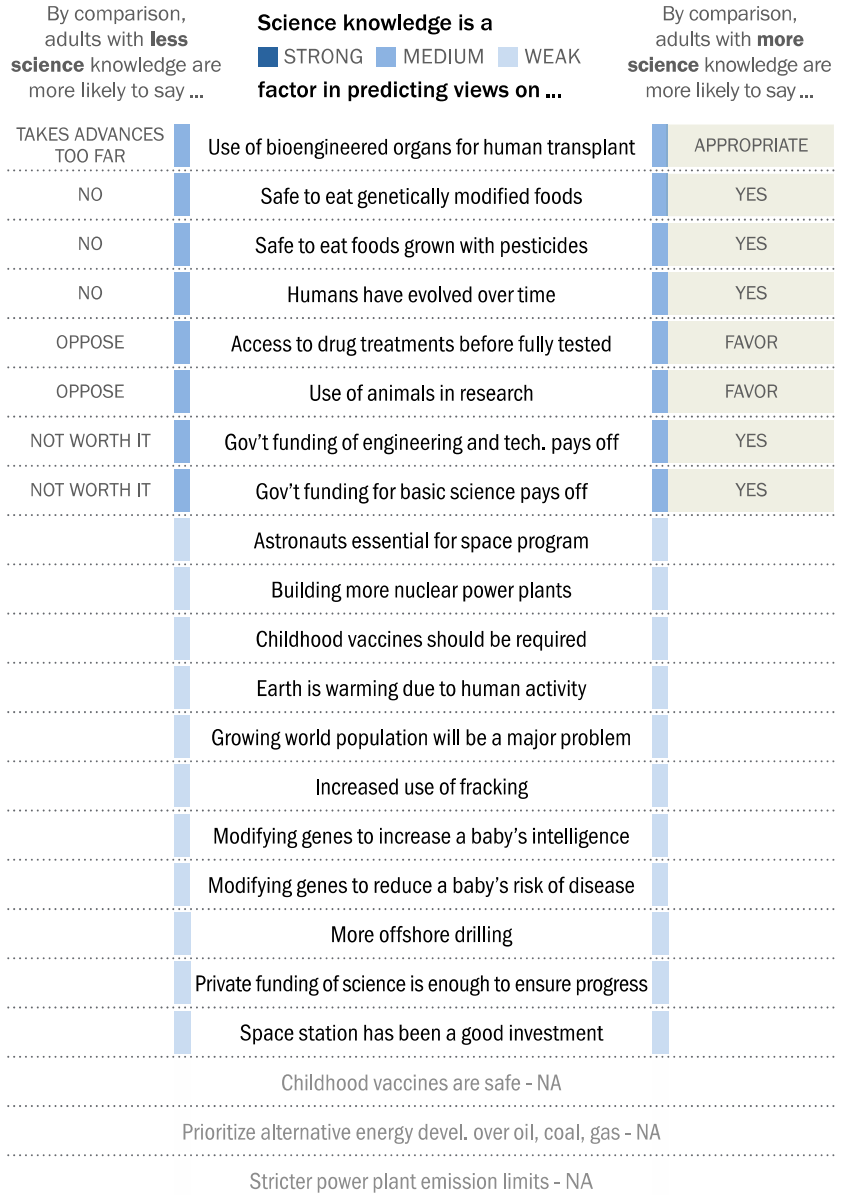 By comparison,
adults with less
science knowledge are
more likely to say ...
Science knowledge is a
STRONG MEDIUM WEAK
factor in predicting views on ...
By comparison,
adults with more
science knowledge are
more likely to say ...
TAKES ADVANCES
TOO FAR
Use of bioengineered organs for human transplant
APPROPRIATE
NO
Safe to eat genetically modified foods
YES
NO
Safe to eat foods grown with pesticides
YES
NO
Humans have evolved over time
YES
OPPOSE
Access to drug treatments before fully tested
FAVOR
OPPOSE
Use of animals in research
FAVOR
NOT WORTH IT
Gov't funding of engineering and tech. pays off
YES
NOT WORTH IT
Gov't funding for basic science pays off
YES
Astronauts essential for space program
Building more nuclear power plants
Childhood vaccines should be required
Earth is warming due to human activity
Growing world population will be a major problem
Increased use of fracking
Modifying genes to increase a baby's intelligence
Modifying genes to reduce a baby's risk of disease
More offshore drilling
Private funding of science is enough to ensure progress
Space station has been a good investment
Childhood vaccines are safe - NA
Prioritize alternative energy devel. over oil, coal, gas - NA
Stricter power plant emission limits - NA